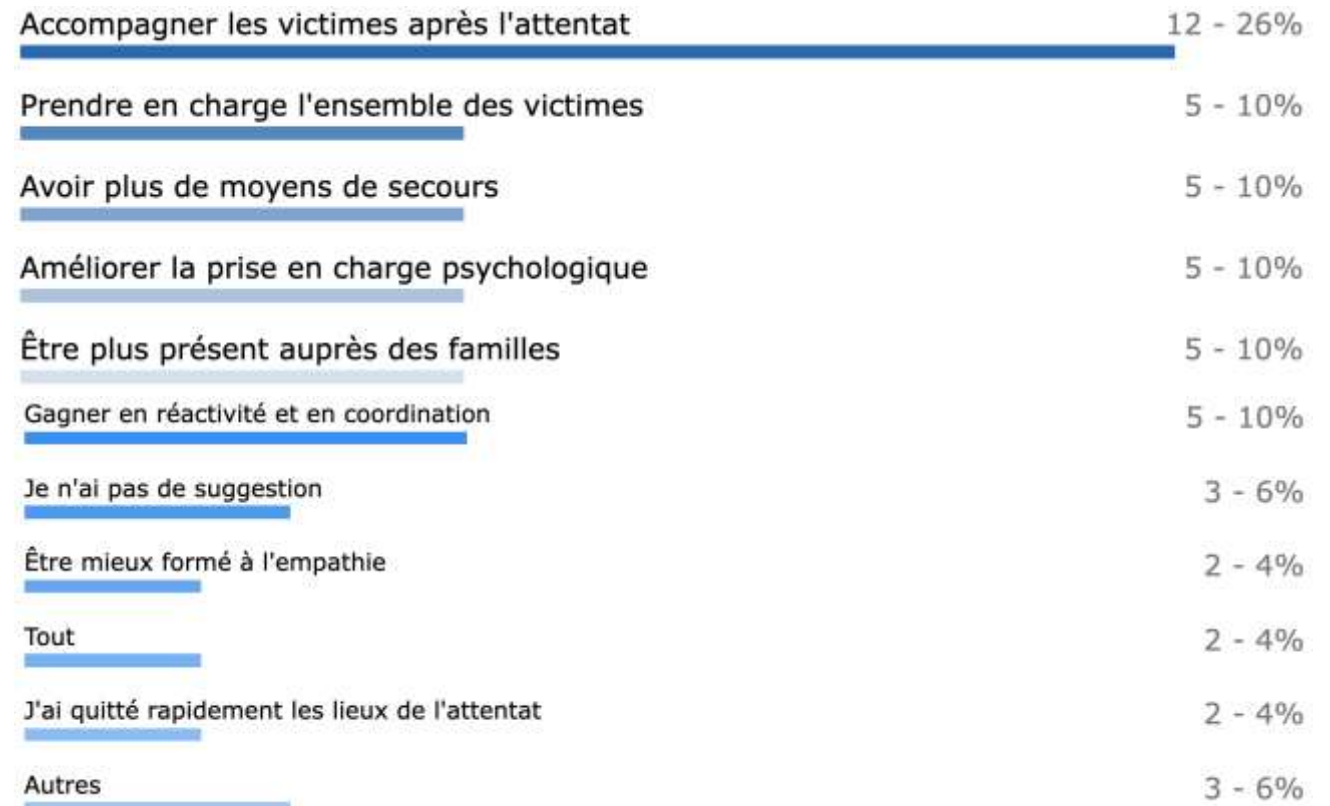 Accompagner les victimes après l'attentat 12 - 26%
Prendre en charge l'ensemble des victimes 5 - 10%
Avoir plus de moyens de secours 5 - 10%
Améliorer la prise en charge psychologique 5 - 10%
Être plus présent auprès des familles 5 - 10%
Gagner en réactivité et en coordination 5 - 10%
Je n'ai pas de suggestion 3 - 6%
Être mieux formé à l'empathie 2 - 4%
Tout 2 - 4%
J'ai quitté rapidement les lieux de l'attentat 2 - 4%
Autres 3 - 6%